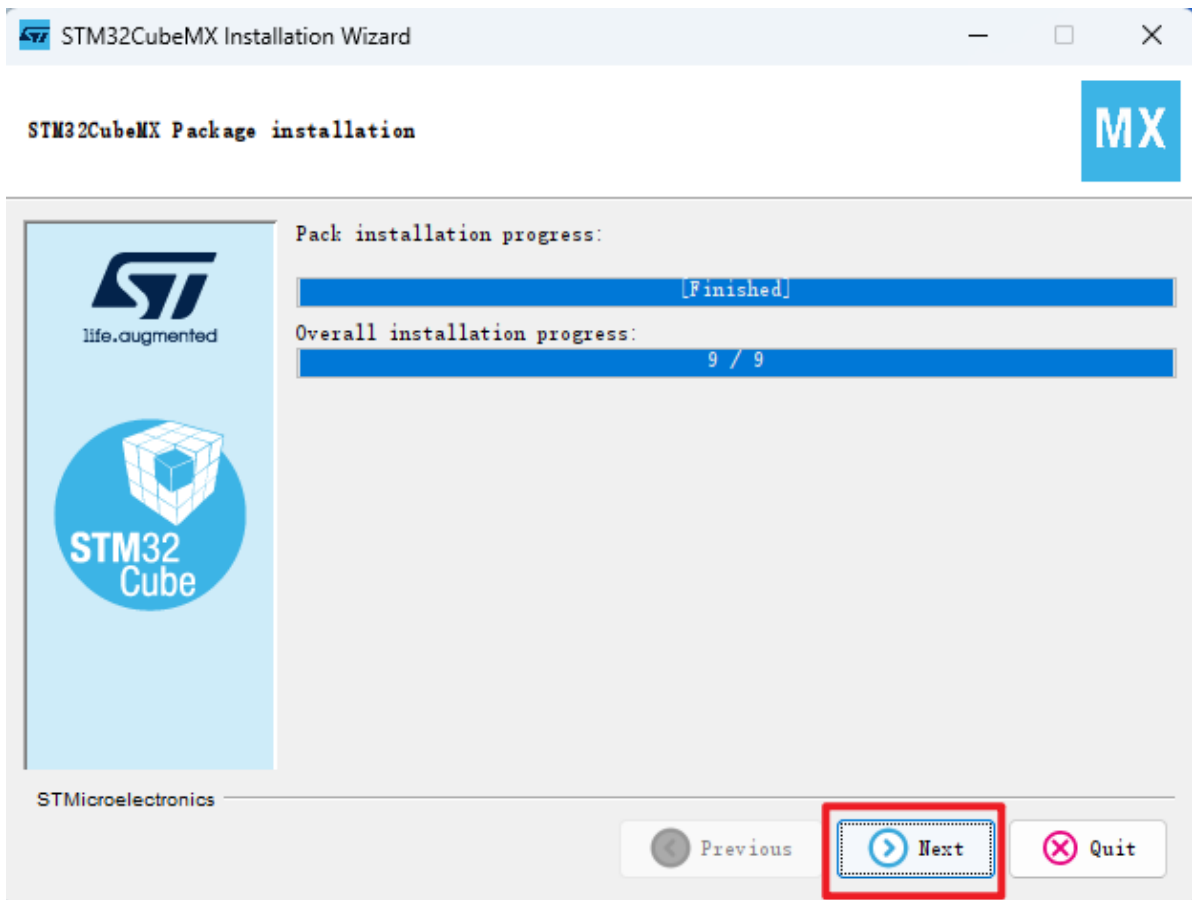 STM32CubeMX Installation Wizard
STM32CubeMX Package installation
MX
Pack installation progress:
[Finished]
life.augmented
Overall installation progress:
9 / 9
STM32
Cube
STMicroelectronics
Previous
Next
Quit